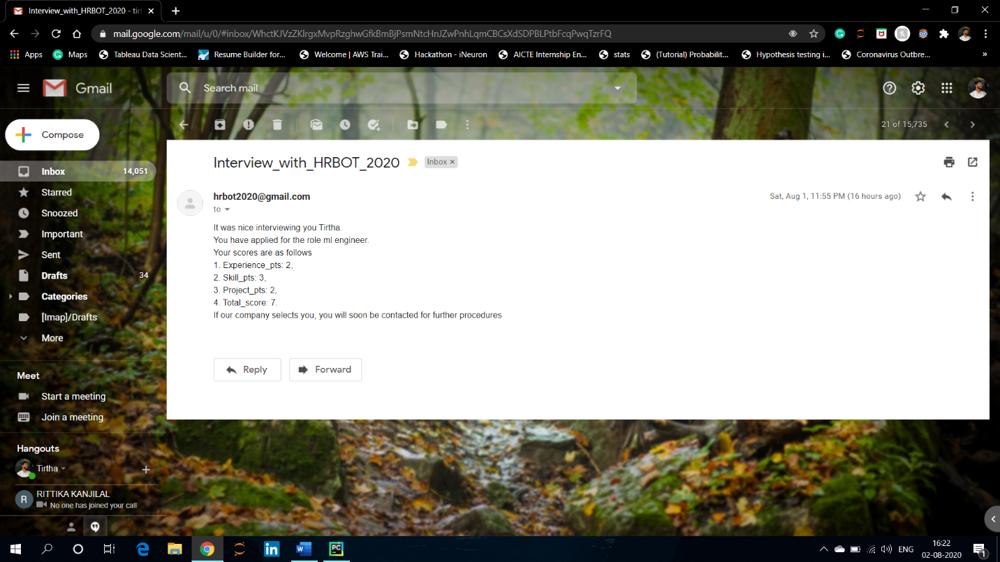 Interview_with_HRBOT_2020 - tirt
mail.google.com/mail/u/0/#inbox/WhctKJVzZKlrgxMvpRzghwGfkBmBjPsmNtcHnJZwPnhLqmCBCsXdSDPBLPtbFcqPwqTzrFQ
Apps Maps Tableau Data Scient... Resume Builder for... Welcome | AWS Trai... Hackathon - iNeuron AICTE Internship En... stats (Tutorial) Probabilit... Hypothesis testing i... Coronavirus Outbre... »
Gmail
Search mail
Compose
21 of 15,735
Inbox 14,051
Starred
Snoozed
Important
Sent
Drafts 34
Categories
[Imap]/Drafts
More
Meet
Start a meeting
Join a meeting
Hangouts
Tirtha
R
RITTIKA KANJILAL
No one has joined your call
Interview_with_HRBOT_2020 Inbox ×
hrbot2020@gmail.com Sat, Aug 1, 11:55 PM (16 hours ago)
to
It was nice interviewing you Tirtha.
You have applied for the role ml engineer.
Your scores are as follows
1. Experience_pts: 2,
2. Skill_pts: 3,
3. Project_pts: 2,
4. Total_score: 7.
If our company selects you, you will soon be contacted for further procedures
Reply Forward
W PC ENG 16:22
02-08-2020 1